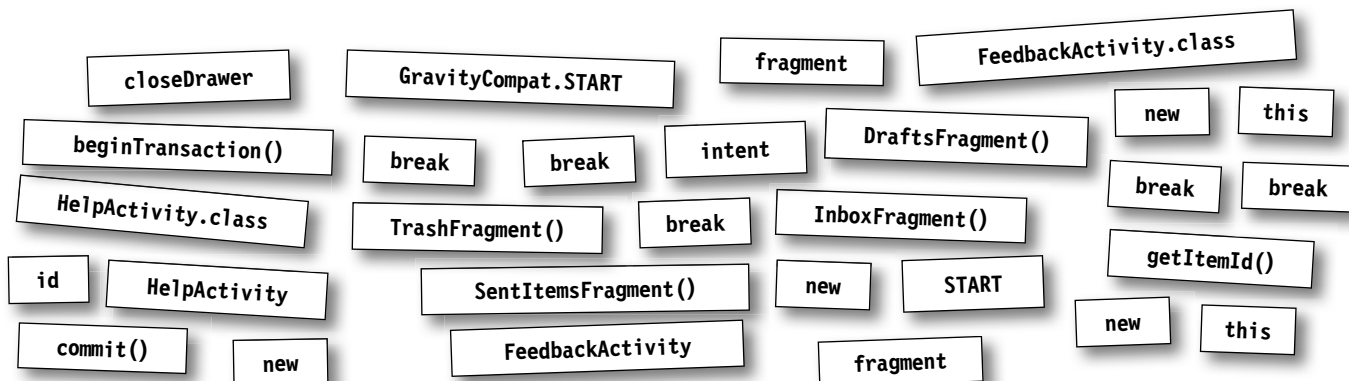 closeDrawer
GravityCompat.START
fragment
FeedbackActivity.class
beginTransaction()
break
break
intent
DraftsFragment()
new
this
HelpActivity.class
TrashFragment()
break
InboxFragment()
break
break
id
HelpActivity
SentItemsFragment()
new
START
getItemId()
commit()
new
FeedbackActivity
fragment
new
this